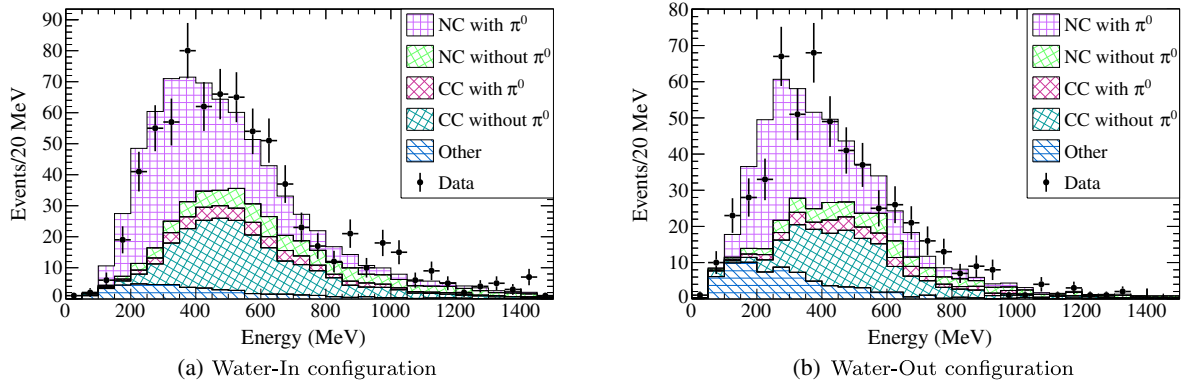 90
80
70
60
50
40
30
20
10
0
Events/20 MeV
0 200 400 600 800 1000 1200 1400
Energy (MeV)
NC with π⁰
NC without π⁰
CC with π⁰
CC without π⁰
Other
Data
(a) Water-In configuration
80
70
60
50
40
30
20
10
0
Events/20 MeV
0 200 400 600 800 1000 1200 1400
Energy (MeV)
NC with π⁰
NC without π⁰
CC with π⁰
CC without π⁰
Other
Data
(b) Water-Out configuration